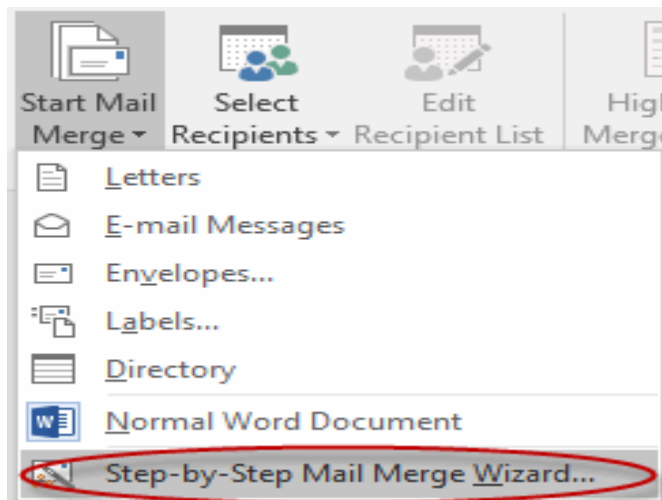 Start Mail Merge
Select Recipients
Edit Recipient List
Letters
E-mail Messages
Envelopes...
Labels...
Directory
Normal Word Document
Step-by-Step Mail Merge Wizard...